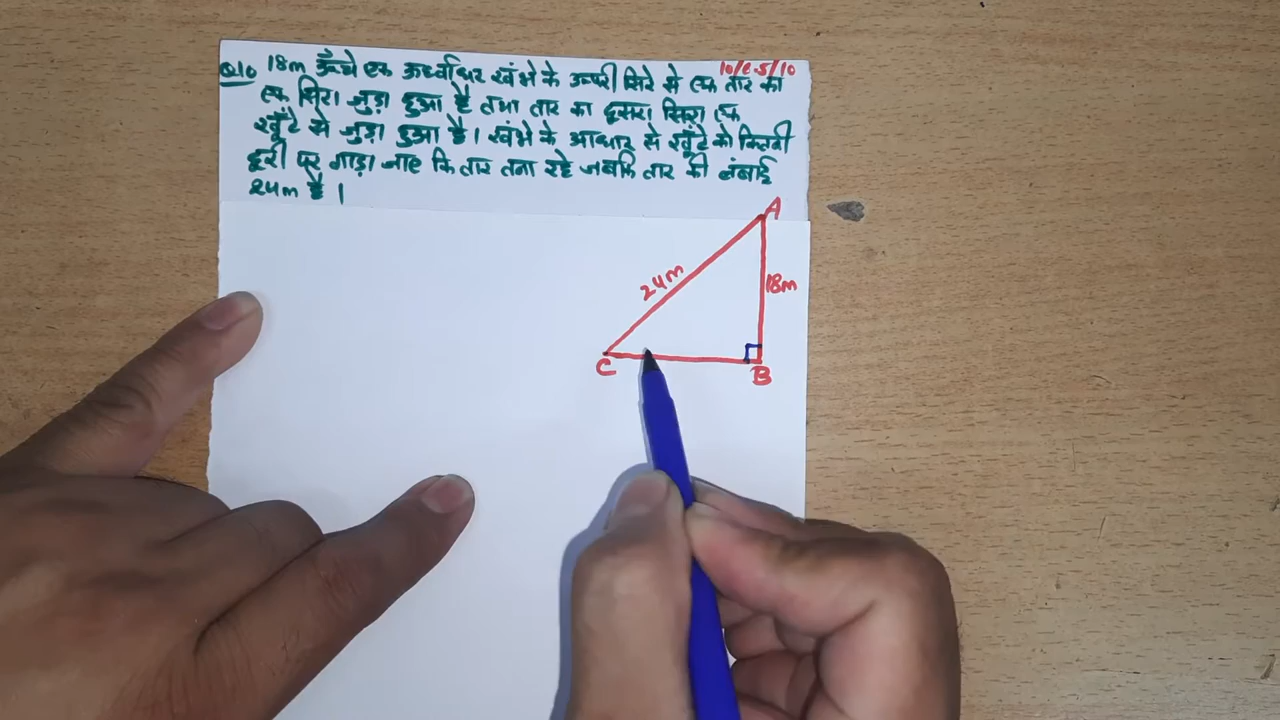 Q10 18m ऊँचे एक ऊर्ध्वाधर खंभे के ऊपरी सिरे से एक तार का
10/6.5/10
एक सिरा जुड़ा हुआ है तथा तार का दूसरा सिरा एक
खूँटे से जुड़ा हुआ है। खंभे के आधार से खूँटे को कितनी
दूरी पर गाड़ा जाए कि तार तना रहे जबकि तार की लंबाई
24m है ।
A
24m
18m
C
B